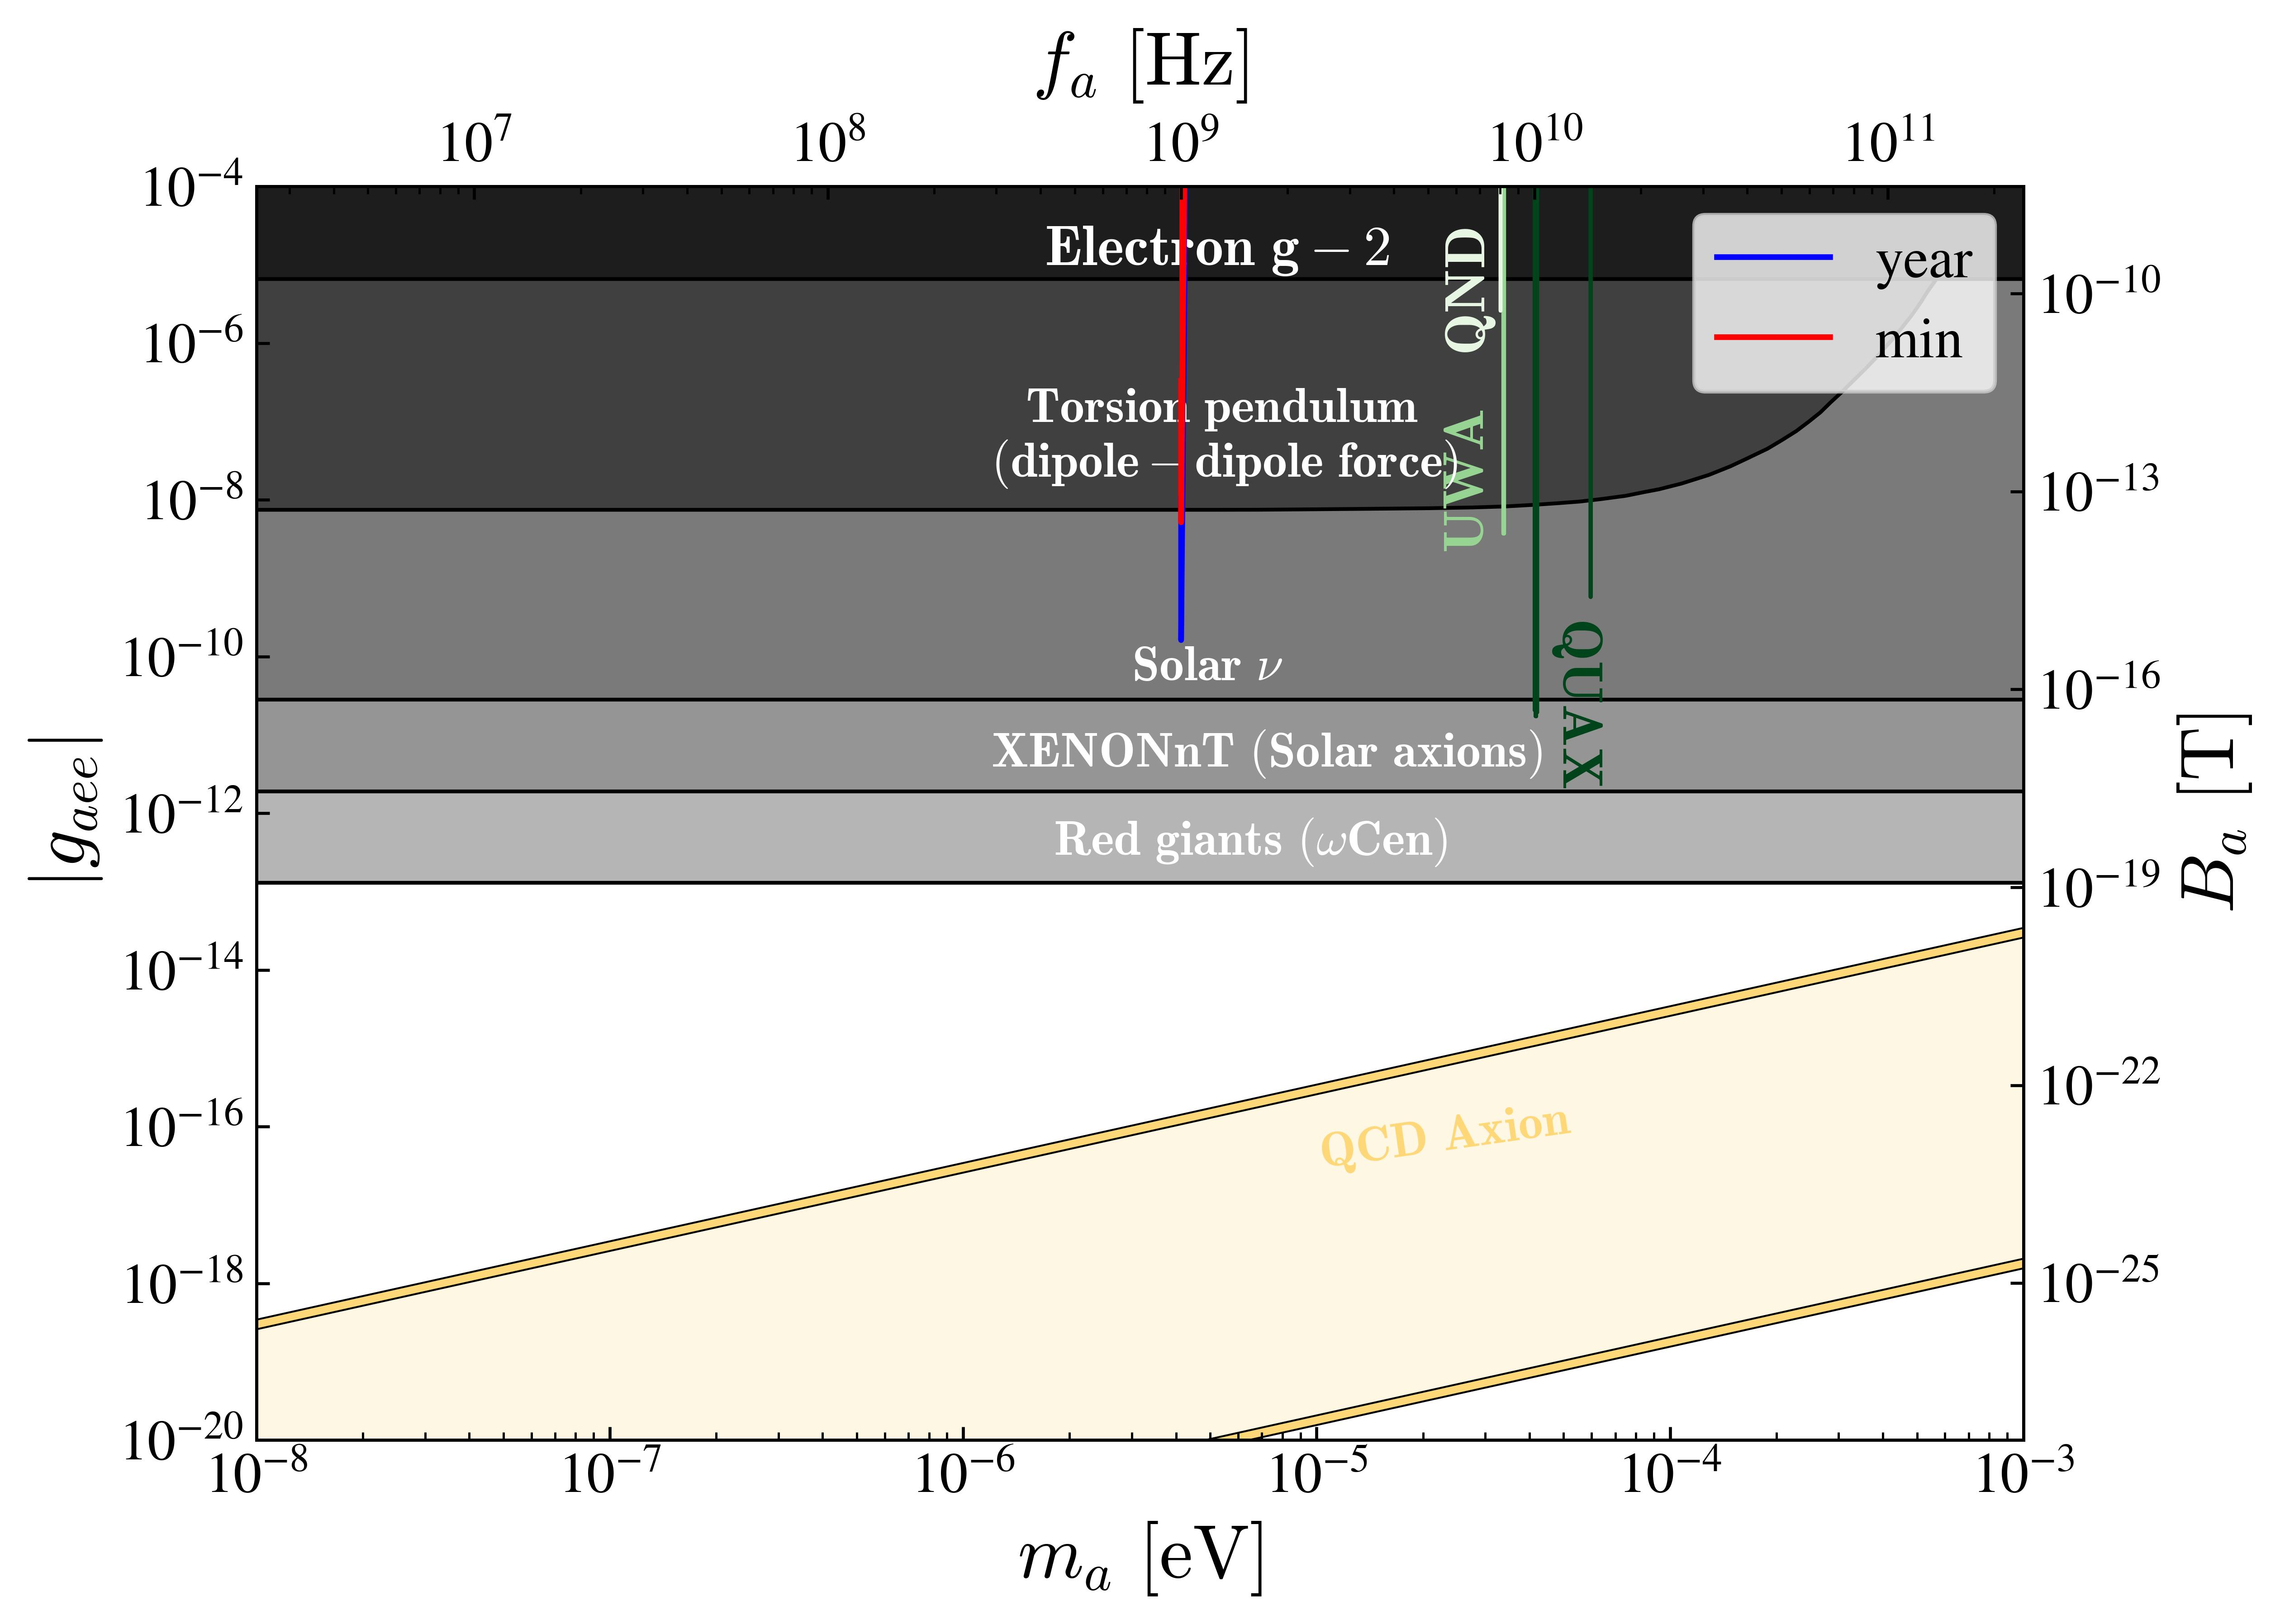 f_a [Hz]
10^7 10^8 10^9 10^10 10^11
10^−4
10^−6
10^−8
10^−10
10^−12
10^−14
10^−16
10^−18
10^−20
|g_aee|
Electron g − 2
Torsion pendulum
(dipole − dipole force)
Solar ν
XENONnT (Solar axions)
Red giants (ωCen)
QCD Axion
QND
UWA
QUAX
year
min
10^−10
10^−13
10^−16
10^−19
10^−22
10^−25
B_a [T]
10^−8 10^−7 10^−6 10^−5 10^−4 10^−3
m_a [eV]